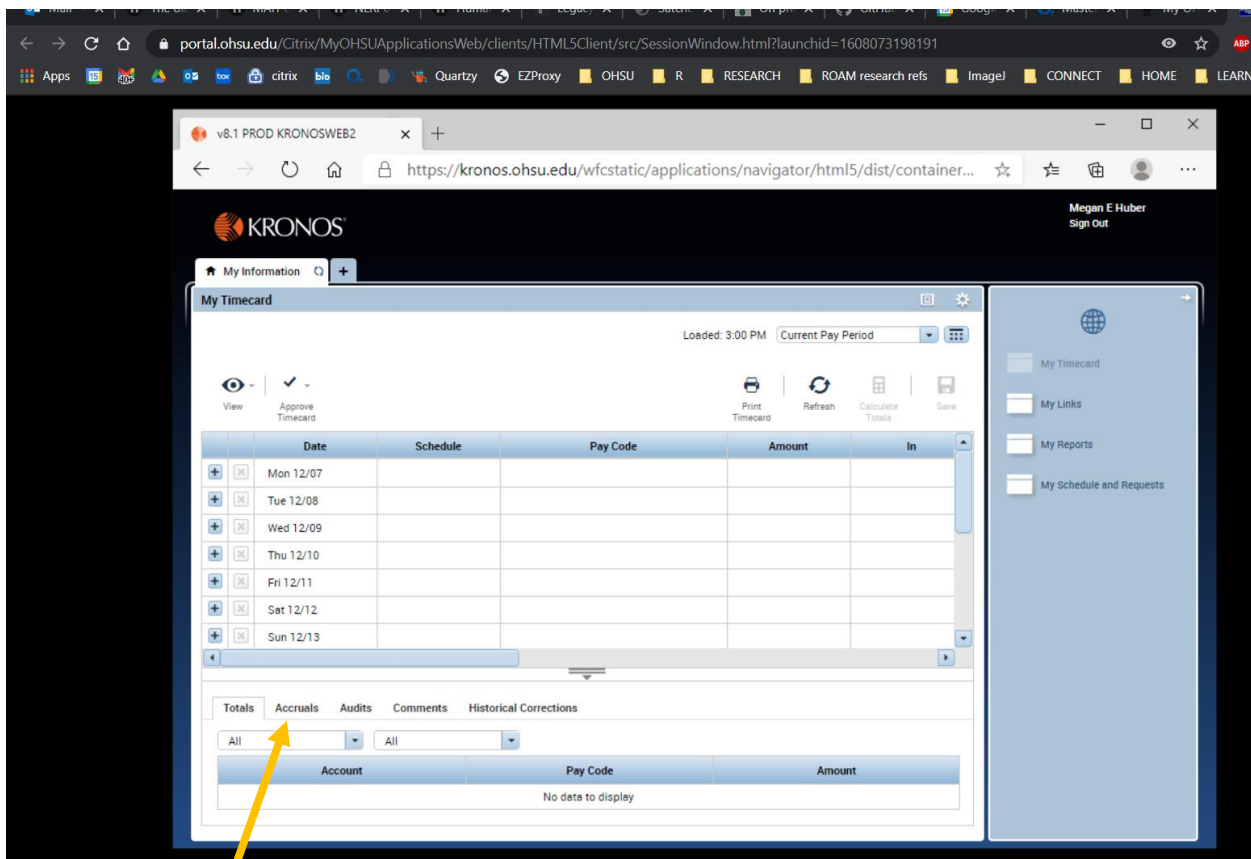 portal.ohsu.edu/Citrix/MyOHSUApplicationsWeb/clients/HTML5Client/src/SessionWindow.html?launchid=1608073198191
ABP
Apps 15 box citrix bio Quartzy EZProxy OHSU R RESEARCH ROAM research refs ImageJ CONNECT HOME LEARN
v8.1 PROD KRONOSWEB2
https://kronos.ohsu.edu/wfcstatic/applications/navigator/html5/dist/container...
KRONOS
Megan E Huber
Sign Out
My Information
My Timecard
Loaded: 3:00 PM Current Pay Period
View Approve Timecard Print Timecard Refresh Calculate Totals Save
Date Schedule Pay Code Amount In
Mon 12/07
Tue 12/08
Wed 12/09
Thu 12/10
Fri 12/11
Sat 12/12
Sun 12/13
Totals Accruals Audits Comments Historical Corrections
All All
Account Pay Code Amount
No data to display
My Timecard
My Links
My Reports
My Schedule and Requests